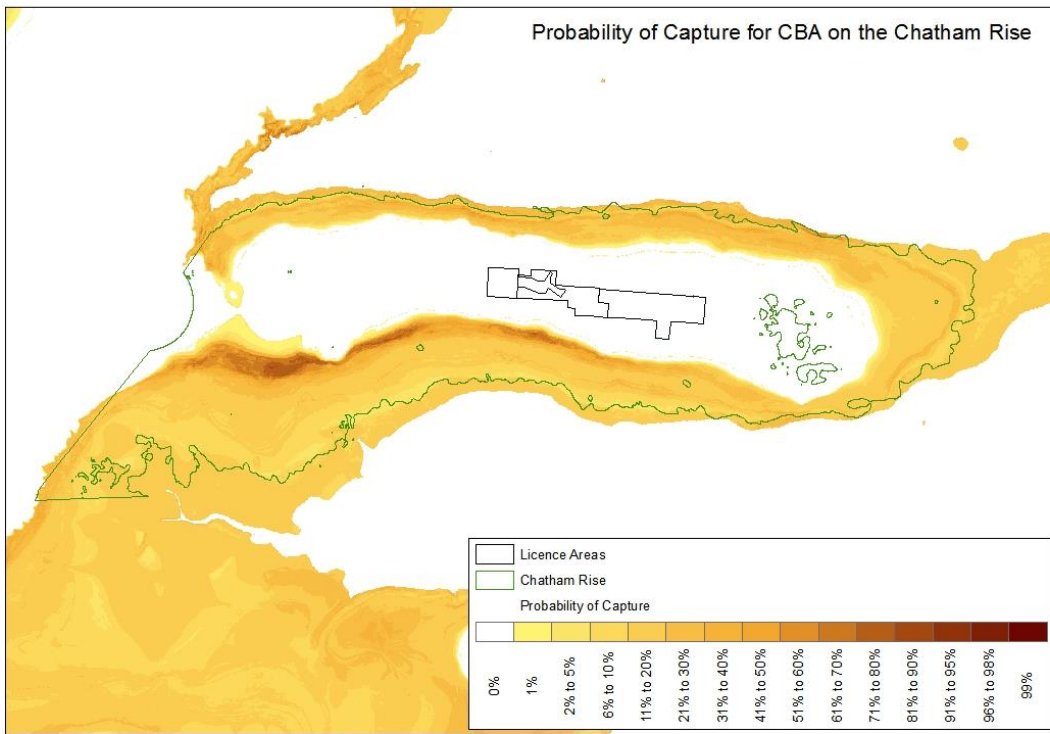 Probability of Capture for CBA on the Chatham Rise
Licence Areas
Chatham Rise
Probability of Capture
0%
1%
2% to 5%
6% to 10%
11% to 20%
21% to 30%
31% to 40%
41% to 50%
51% to 60%
61% to 70%
71% to 80%
81% to 90%
91% to 95%
96% to 98%
99%